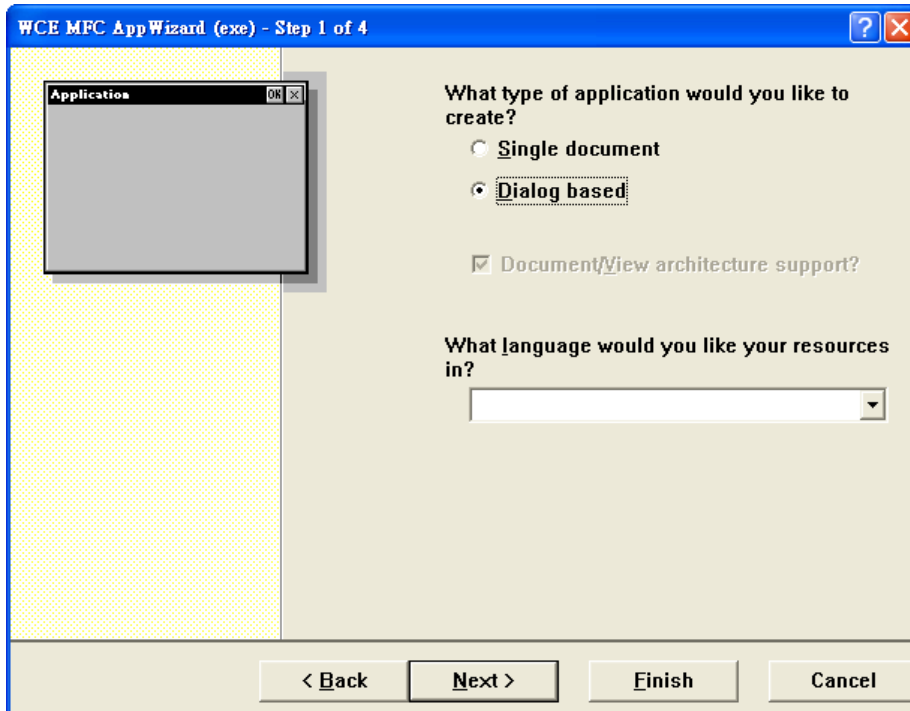 WCE MFC AppWizard (exe) - Step 1 of 4
Application
OK
What type of application would you like to
create?
Single document
Dialog based
Document/View architecture support?
What language would you like your resources
in?
< Back
Next >
Finish
Cancel